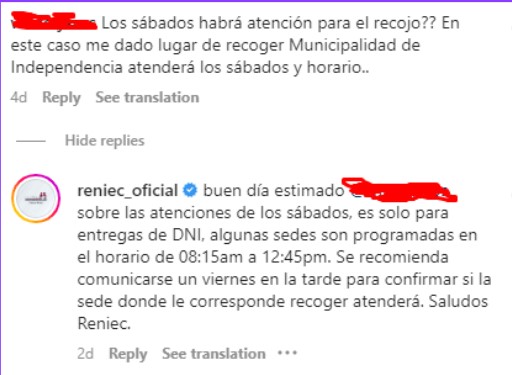 Los sábados habrá atención para el recojo?? En
este caso me dado lugar de recoger Municipalidad de
Independencia atenderá los sábados y horario..
4d Reply See translation
Hide replies
reniec_oficial buen día estimado
sobre las atenciones de los sábados, es solo para
entregas de DNI, algunas sedes son programadas en
el horario de 08:15am a 12:45pm. Se recomienda
comunicarse un viernes en la tarde para confirmar si la
sede donde le corresponde recoger atenderá. Saludos
Reniec.
2d Reply See translation •••